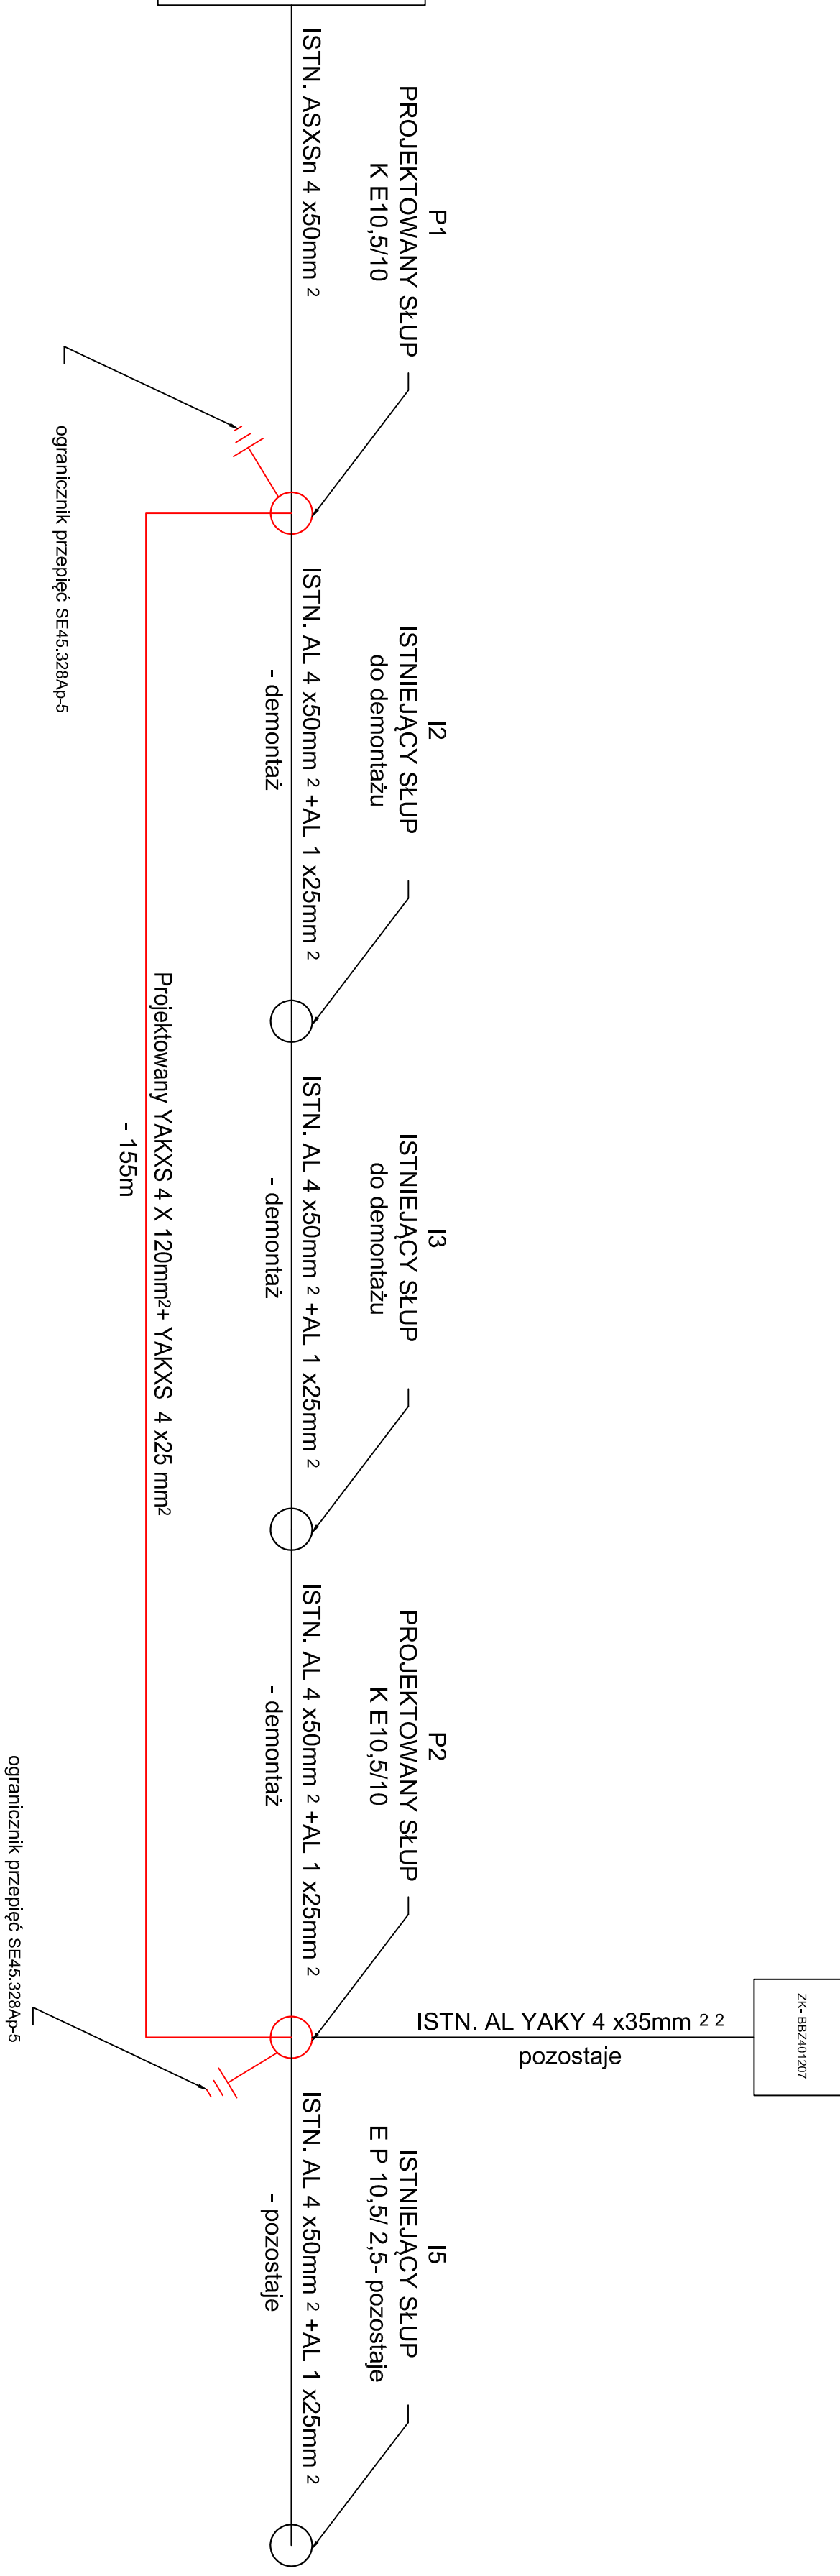 ISTN. ASXSn 4 x50mm ²
P1
PROJEKTOWANY SŁUP
K E10,5/10
ogranicznik przepięć SE45.328Ap-5
ISTN. AL 4 x50mm ² +AL 1 x25mm ²
- demontaż
I2
ISTNIEJĄCY SŁUP
do demontażu
ISTN. AL 4 x50mm ² +AL 1 x25mm ²
- demontaż
I3
ISTNIEJĄCY SŁUP
do demontażu
Projektowany YAKXS 4 X 120mm²+ YAKXS 4 x25 mm²
- 155m
ISTN. AL 4 x50mm ² +AL 1 x25mm ²
- demontaż
P2
PROJEKTOWANY SŁUP
K E10,5/10
ogranicznik przepięć SE45.328Ap-5
ISTN. AL YAKY 4 x35mm ² ²
pozostaje
ZK- BBZ401207
ISTN. AL 4 x50mm ² +AL 1 x25mm ²
- pozostaje
I5
ISTNIEJĄCY SŁUP
E P 10,5/ 2,5- pozostaje